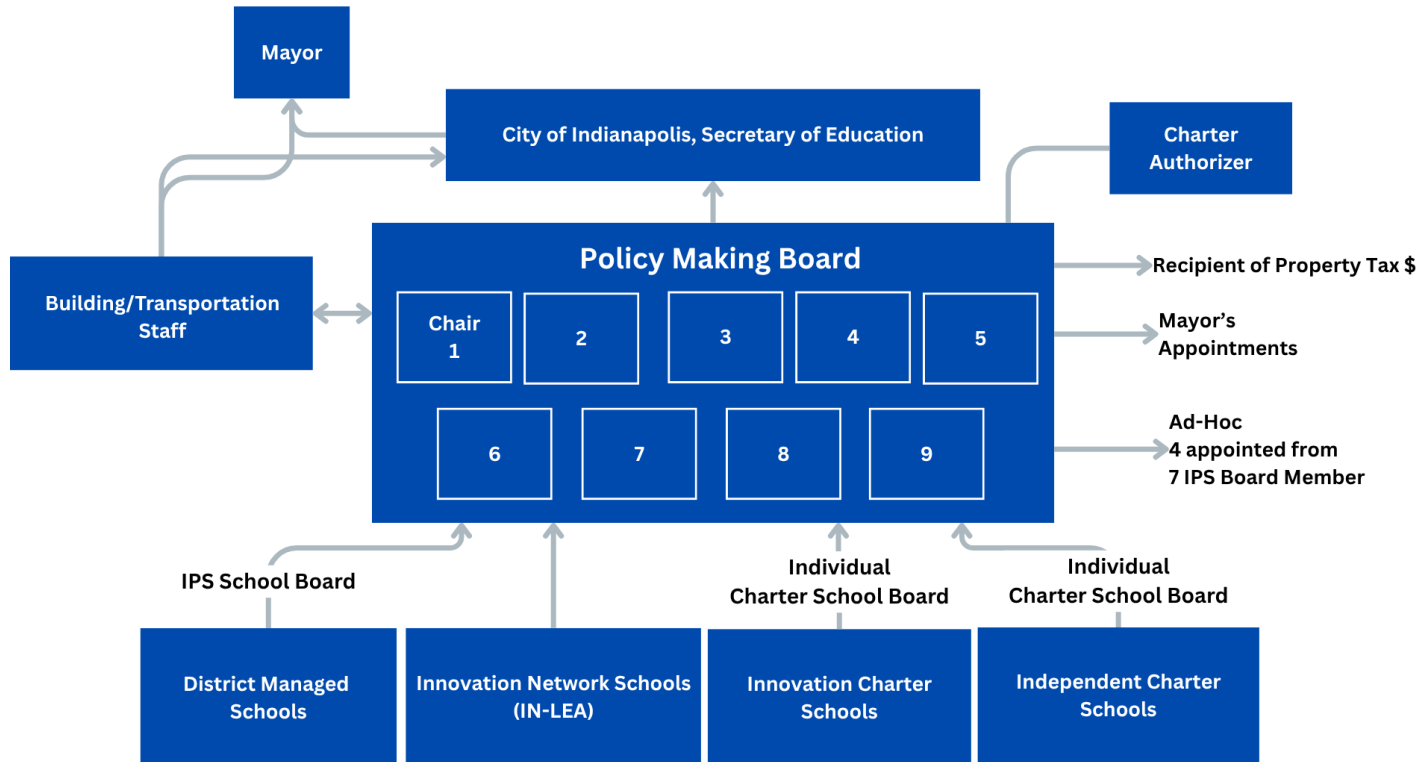 Mayor
City of Indianapolis, Secretary of Education
Charter
Authorizer
Policy Making Board
Building/Transportation
Staff
Chair
1
2
3
4
5
6
7
8
9
Recipient of Property Tax $
Mayor’s
Appointments
Ad-Hoc
4 appointed from
7 IPS Board Member
IPS School Board
Individual
Charter School Board
Individual
Charter School Board
District Managed
Schools
Innovation Network Schools
(IN-LEA)
Innovation Charter
Schools
Independent Charter
Schools